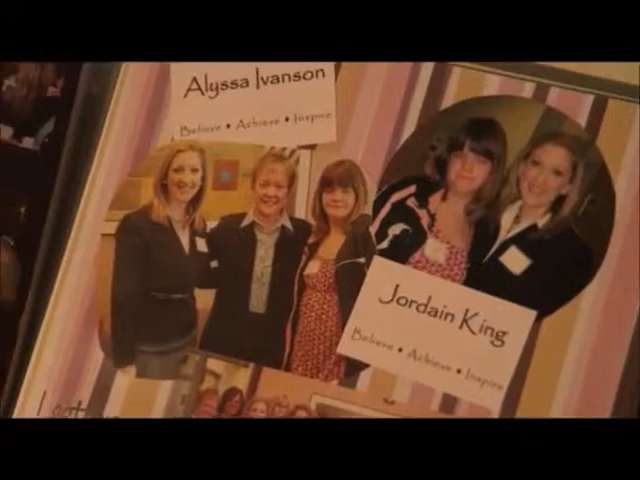 Alyssa Ivanson
Believe • Achieve • Inspire
Jordain King
Believe • Achieve • Inspire